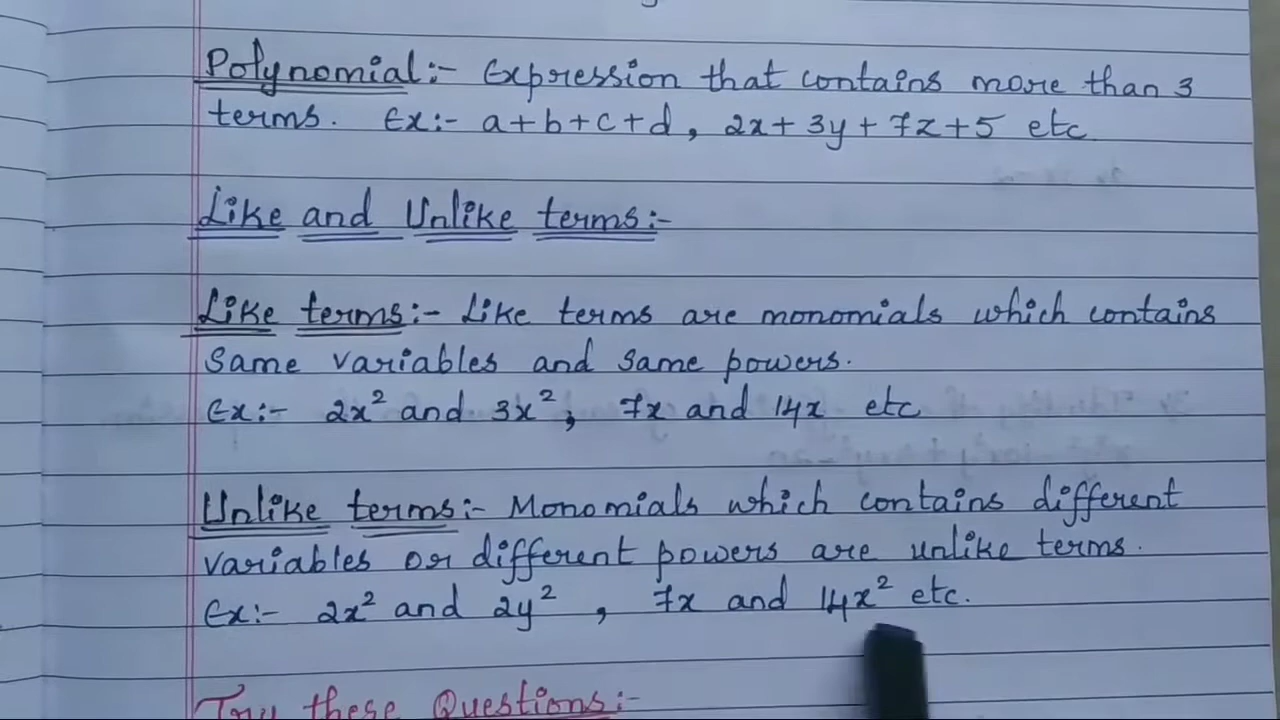 Polynomial:- Expression that contains more than 3
terms. Ex:- a+b+c+d, 2x+3y+7z+5 etc
Like and Unlike terms:-
Like terms:- Like terms are monomials which contains
same variables and same powers.
Ex:- 2x² and 3x², 7x and 14x etc
Unlike terms:- Monomials which contains different
variables or different powers are unlike terms.
Ex:- 2x² and 2y² , 7x and 14x² etc.
Try these Questions:-